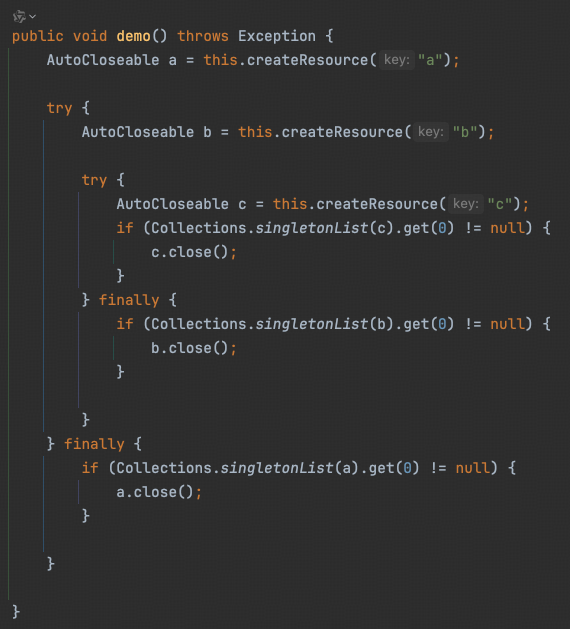 public void demo() throws Exception {
    AutoCloseable a = this.createResource( key: "a");

    try {
        AutoCloseable b = this.createResource( key: "b");

        try {
            AutoCloseable c = this.createResource( key: "c");
            if (Collections.singletonList(c).get(0) != null) {
                c.close();
            }
        } finally {
            if (Collections.singletonList(b).get(0) != null) {
                b.close();
            }

        }
    } finally {
        if (Collections.singletonList(a).get(0) != null) {
            a.close();
        }

    }

}